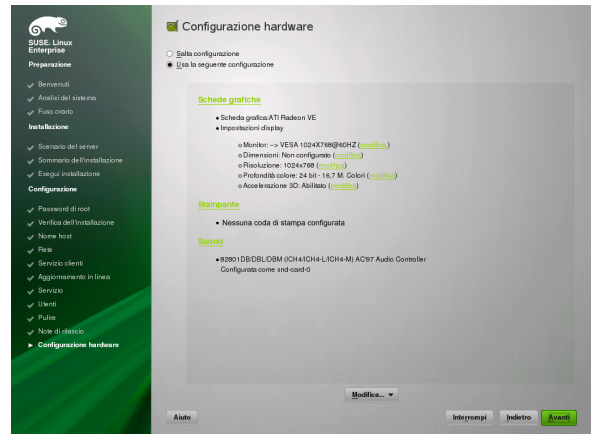 SUSE. Linux
Enterprise
Preparazione
Benvenuti
Analisi del sistema
Fuso orario
Installazione
Scenario del server
Sommario dell'installazione
Esegui installazione
Configurazione
Password di root
Verifica dell'installazione
Nome host
Rete
Servizio clienti
Aggiornamento in linea
Servizio
Utenti
Pulire
Note di rilascio
Configurazione hardware
Configurazione hardware
Salta configurazione
Usa la seguente configurazione
Schede grafiche
Scheda grafica:ATI Radeon VE
Impostazioni display
Monitor: --> VESA 1024X768@60HZ (modifica)
Dimensioni: Non configurato (modifica)
Risoluzione: 1024x768 (modifica)
Profondità colore: 24 bit - 16,7 M. Colori (modifica)
Accelerazione 3D: Abilitato (modifica)
Stampante
Nessuna coda di stampa configurata
Suono
82801DB/DBL/DBM (ICH4/ICH4-L/ICH4-M) AC'97 Audio Controller
Configurata come snd-card-0
Modifica...
Aiuto
Interrompi
Indietro
Avanti